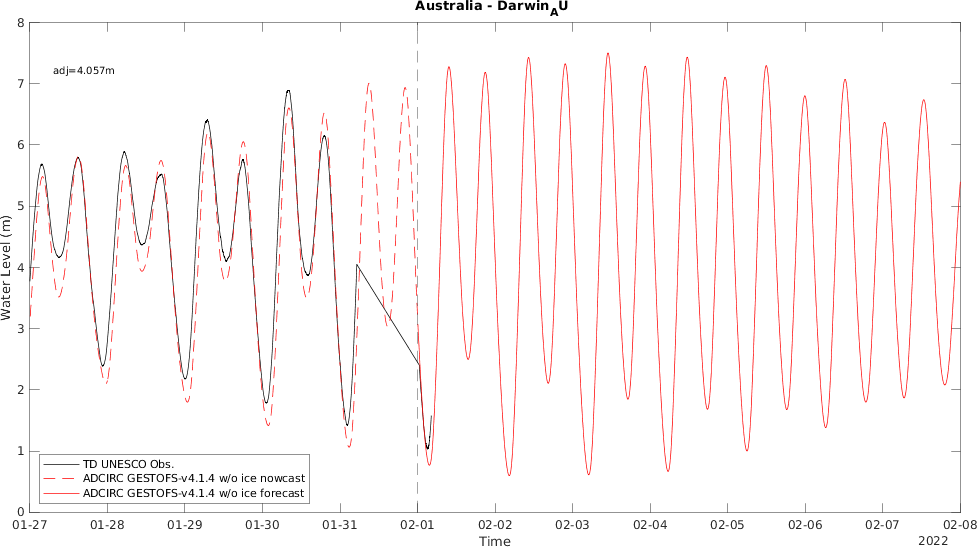 Australia - DarwinAU
8
7
6
5
4
3
2
1
0
Water Level (m)
adj=4.057m
TD UNESCO Obs.
ADCIRC GESTOFS-v4.1.4 w/o ice nowcast
ADCIRC GESTOFS-v4.1.4 w/o ice forecast
01-27 01-28 01-29 01-30 01-31 02-01 02-02 02-03 02-04 02-05 02-06 02-07 02-08
Time
2022